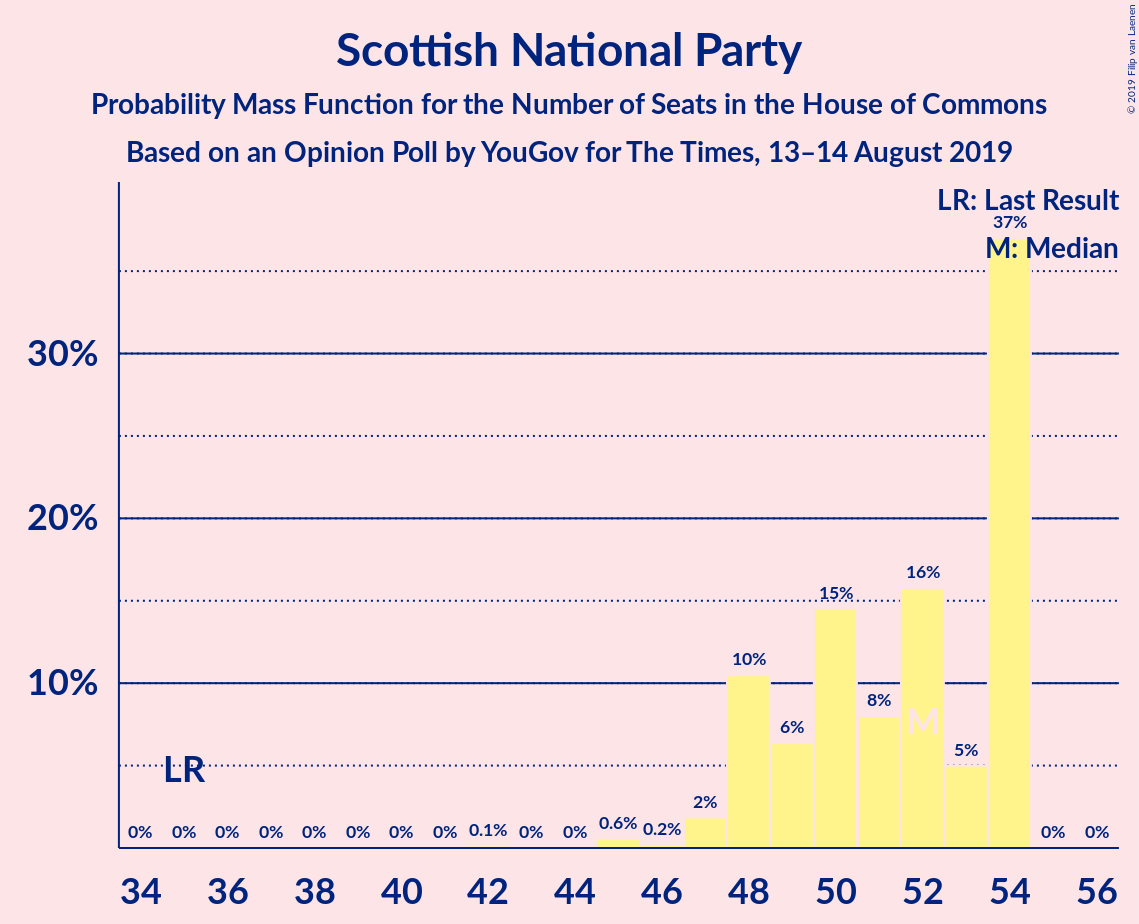 Scottish National Party
Probability Mass Function for the Number of Seats in the House of Commons
Based on an Opinion Poll by YouGov for The Times, 13–14 August 2019
© 2019 Filip van Laenen
LR: Last Result
37%
M: Median
30%
20%
16%
15%
10%
10%
8%
M
6%
5%
LR
2%
0% 0% 0% 0% 0% 0% 0% 0% 0.1% 0% 0% 0.6% 0.2% 0% 0%
34 36 38 40 42 44 46 48 50 52 54 56